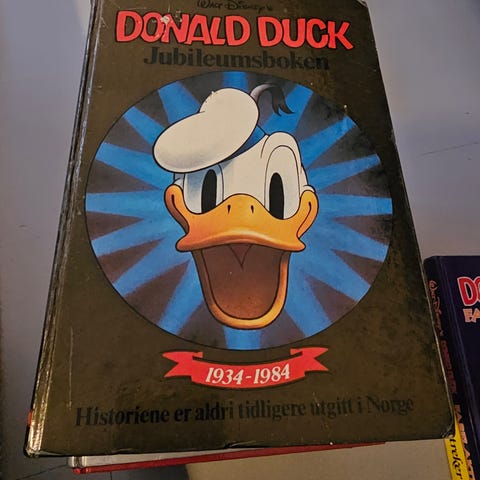 Walt Disney's
DONALD DUCK
Jubileumsboken
1934-1984
Historiene er aldri tidligere utgitt i Norge